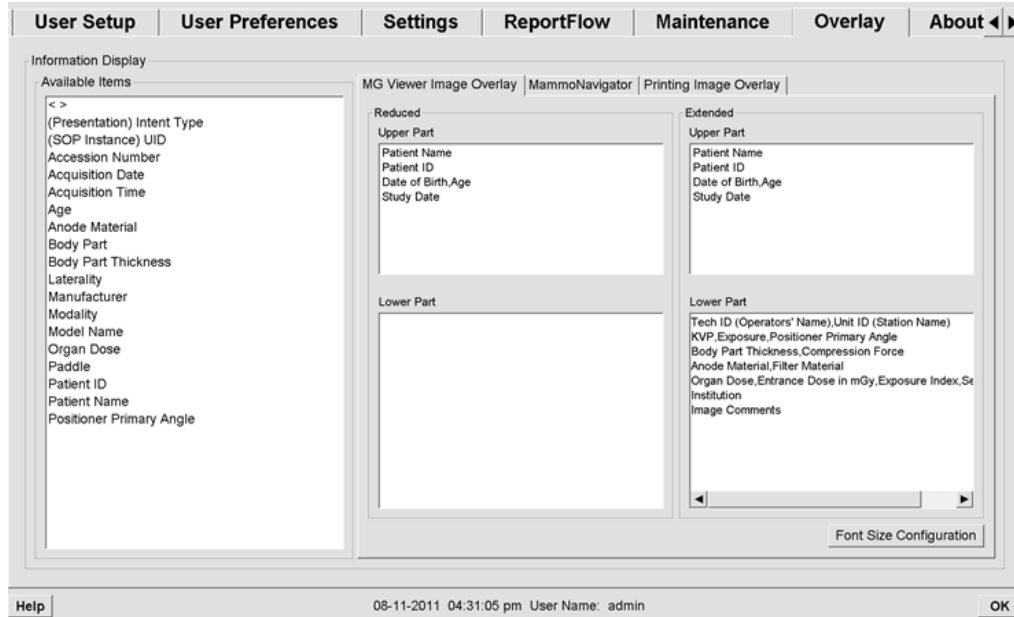 User Setup
User Preferences
Settings
ReportFlow
Maintenance
Overlay
About
Information Display
Available Items
< >
(Presentation) Intent Type
(SOP Instance) UID
Accession Number
Acquisition Date
Acquisition Time
Age
Anode Material
Body Part
Body Part Thickness
Laterality
Manufacturer
Modality
Model Name
Organ Dose
Paddle
Patient ID
Patient Name
Positioner Primary Angle
MG Viewer Image Overlay
MammoNavigator
Printing Image Overlay
Reduced
Upper Part
Patient Name
Patient ID
Date of Birth,Age
Study Date
Lower Part
Extended
Upper Part
Patient Name
Patient ID
Date of Birth,Age
Study Date
Lower Part
Tech ID (Operators' Name),Unit ID (Station Name)
KVP,Exposure,Positioner Primary Angle
Body Part Thickness,Compression Force
Anode Material,Filter Material
Organ Dose,Entrance Dose in mGy,Exposure Index,Se
Institution
Image Comments
Font Size Configuration
Help
08-11-2011 04:31:05 pm User Name: admin
OK